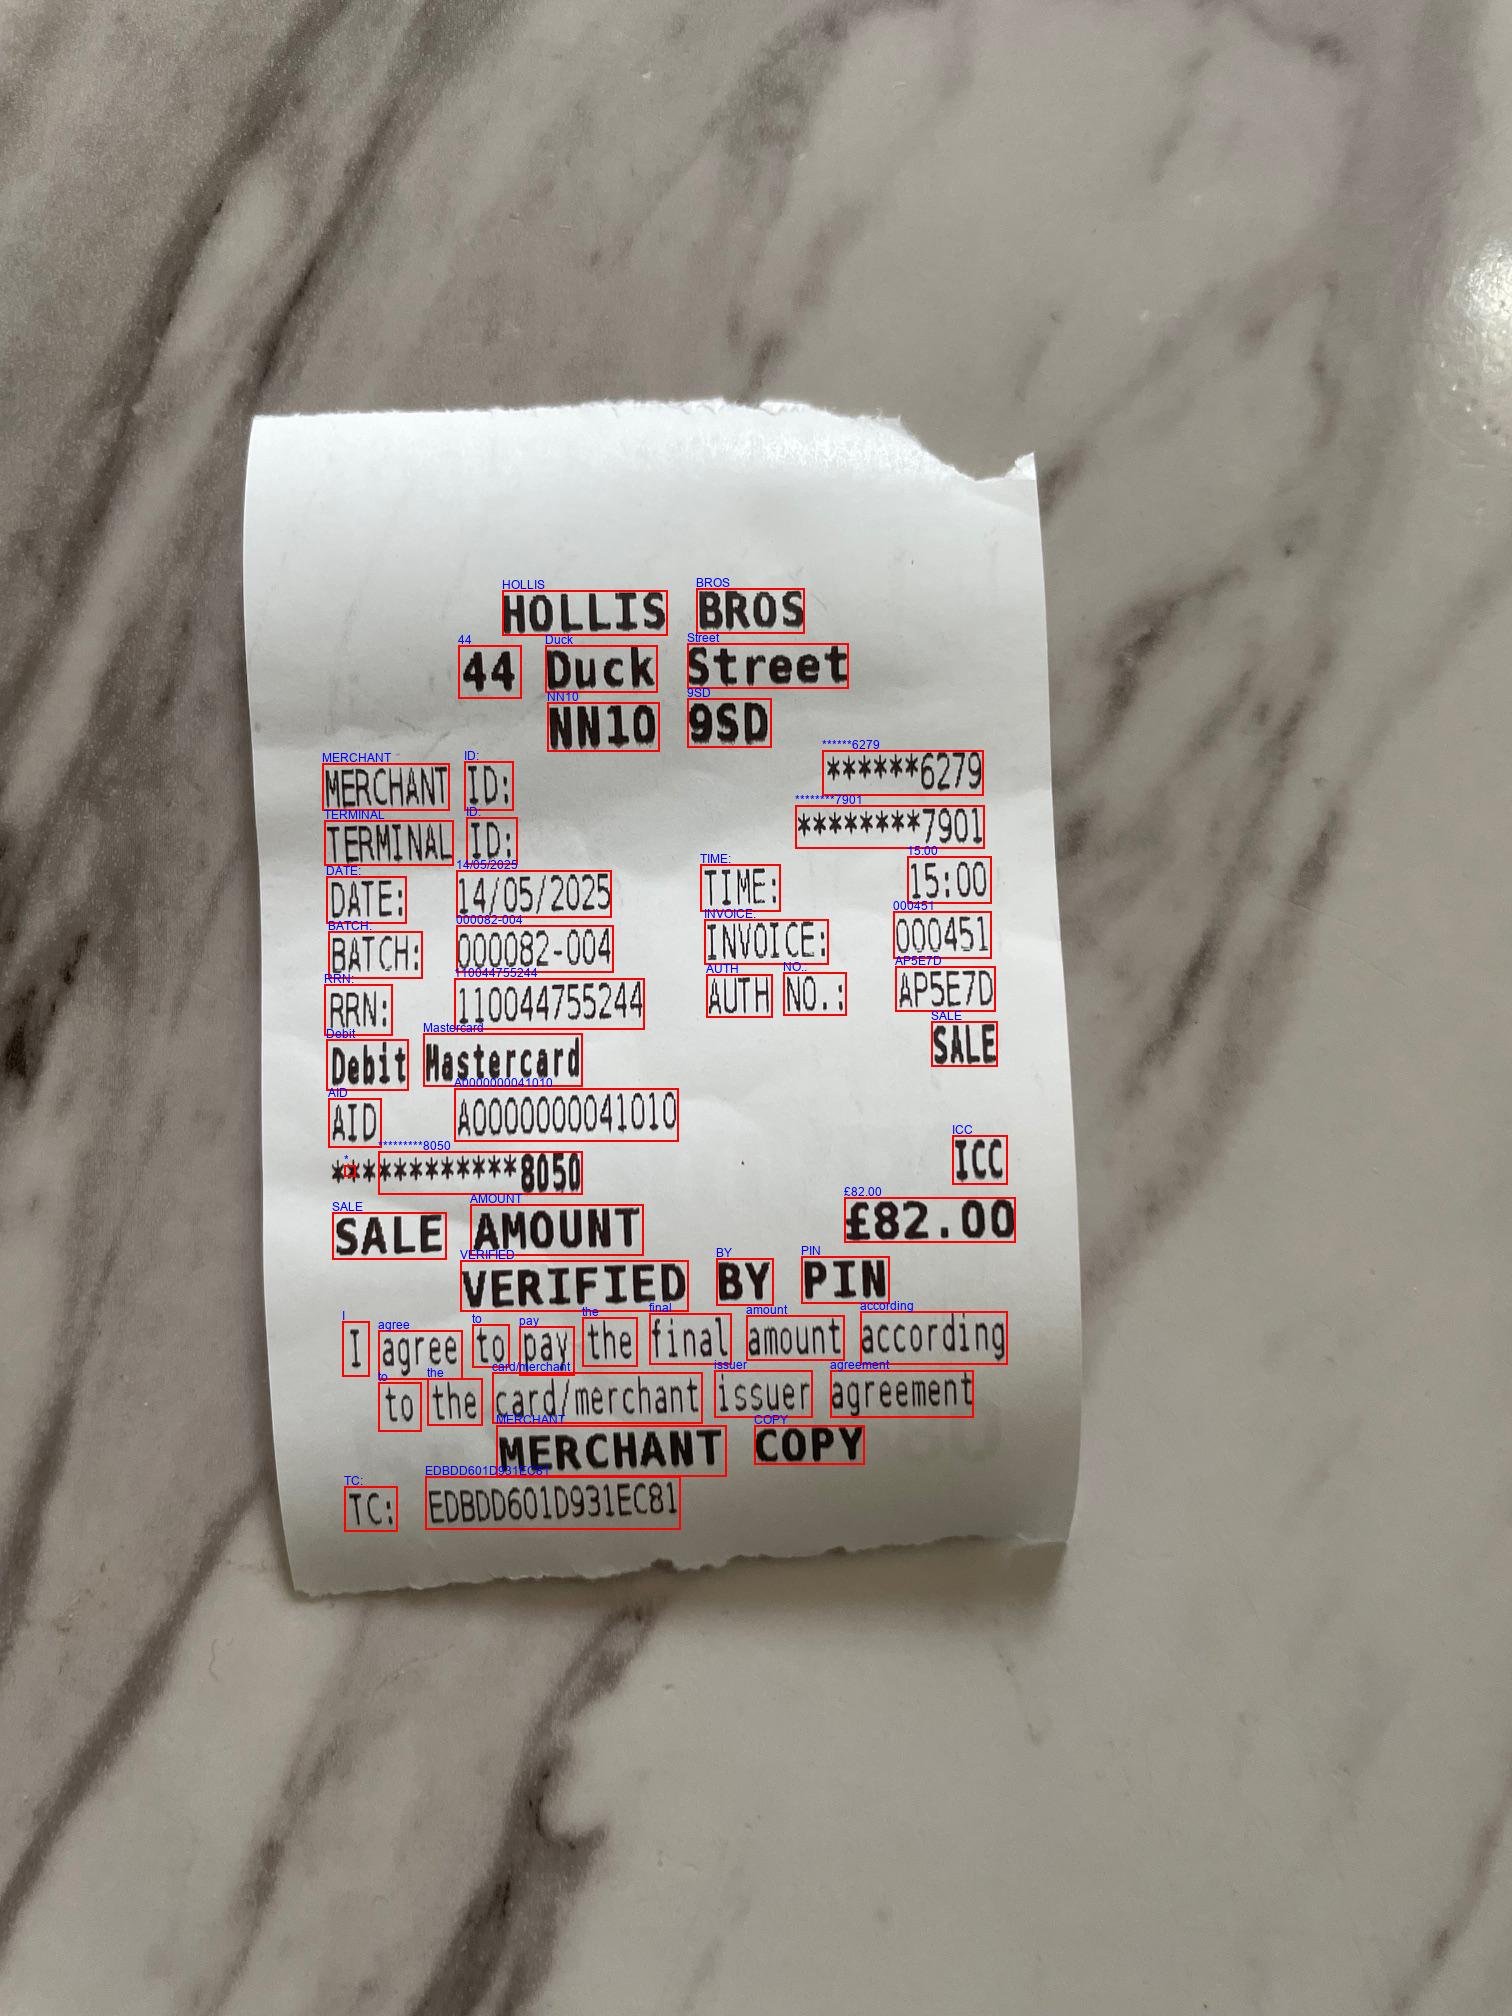 HOLLIS BROS
44 Duck Street
NN10 9SD
MERCHANT ID: ******6279
TERMINAL ID: ********7901
DATE: 14/05/2025 TIME: 15:00
BATCH: 000082-004 INVOICE: 000451
RRN: 110044755244 AUTH NO.: AP5E7D
Debit Mastercard SALE
AID A0000000041010
************8050 ICC
SALE AMOUNT £82.00
VERIFIED BY PIN
I agree to pay the final amount according
to the card/merchant issuer agreement
MERCHANT COPY
TC: EDBDD601D931EC81